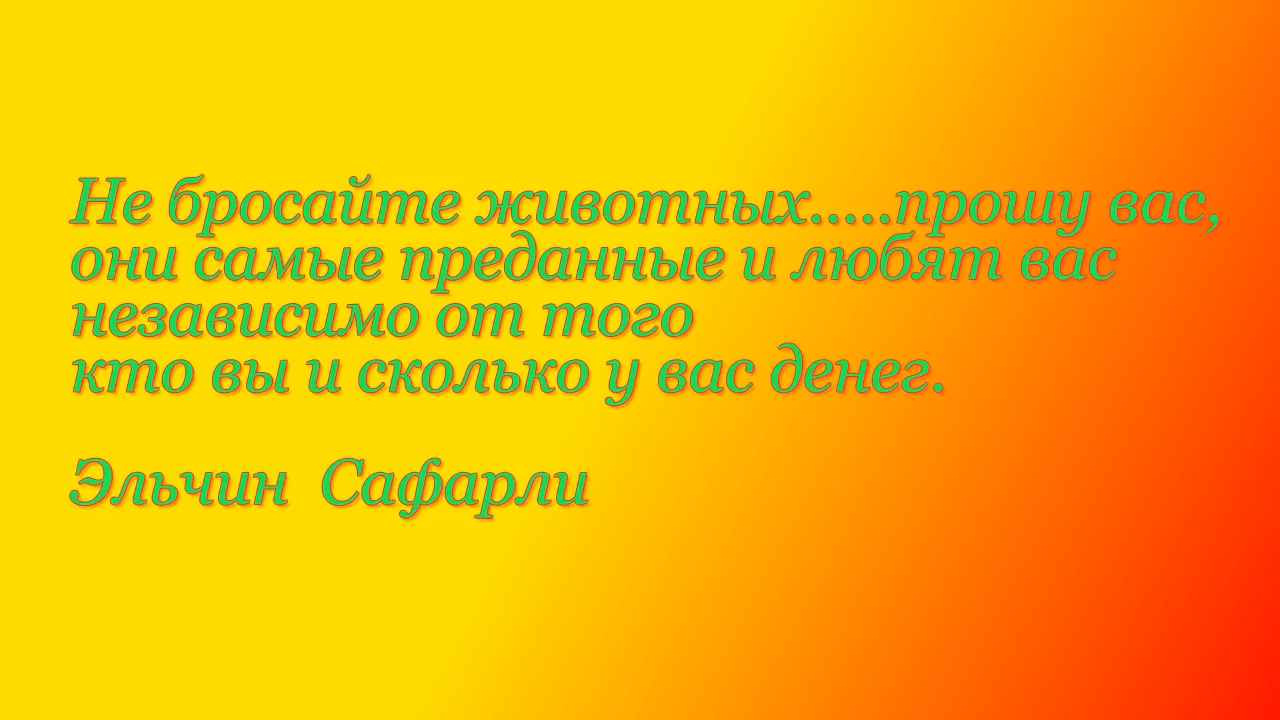 Не бросайте животных.....прошу вас,
они самые преданные и любят вас
независимо от того
кто вы и сколько у вас денег.
Эльчин  Сафарли